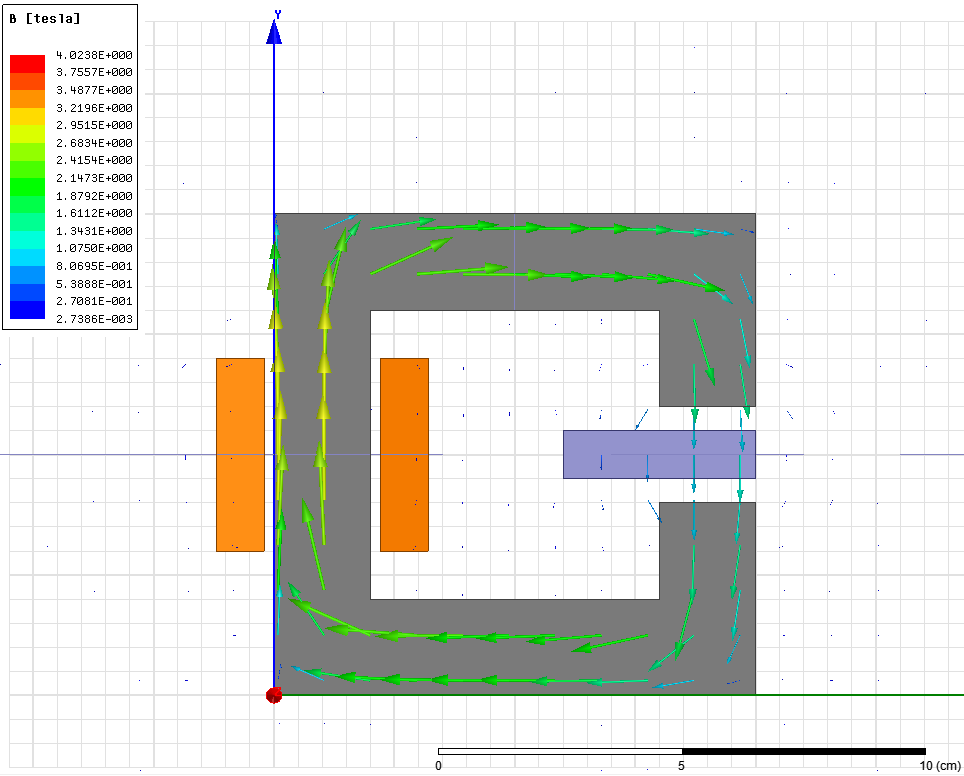 B [tesla]
4.0238E+000
3.7557E+000
3.4877E+000
3.2196E+000
2.9515E+000
2.6834E+000
2.4154E+000
2.1473E+000
1.8792E+000
1.6112E+000
1.3431E+000
1.0750E+000
8.0695E-001
5.3888E-001
2.7081E-001
2.7386E-003
Y
0
5
10 (cm)